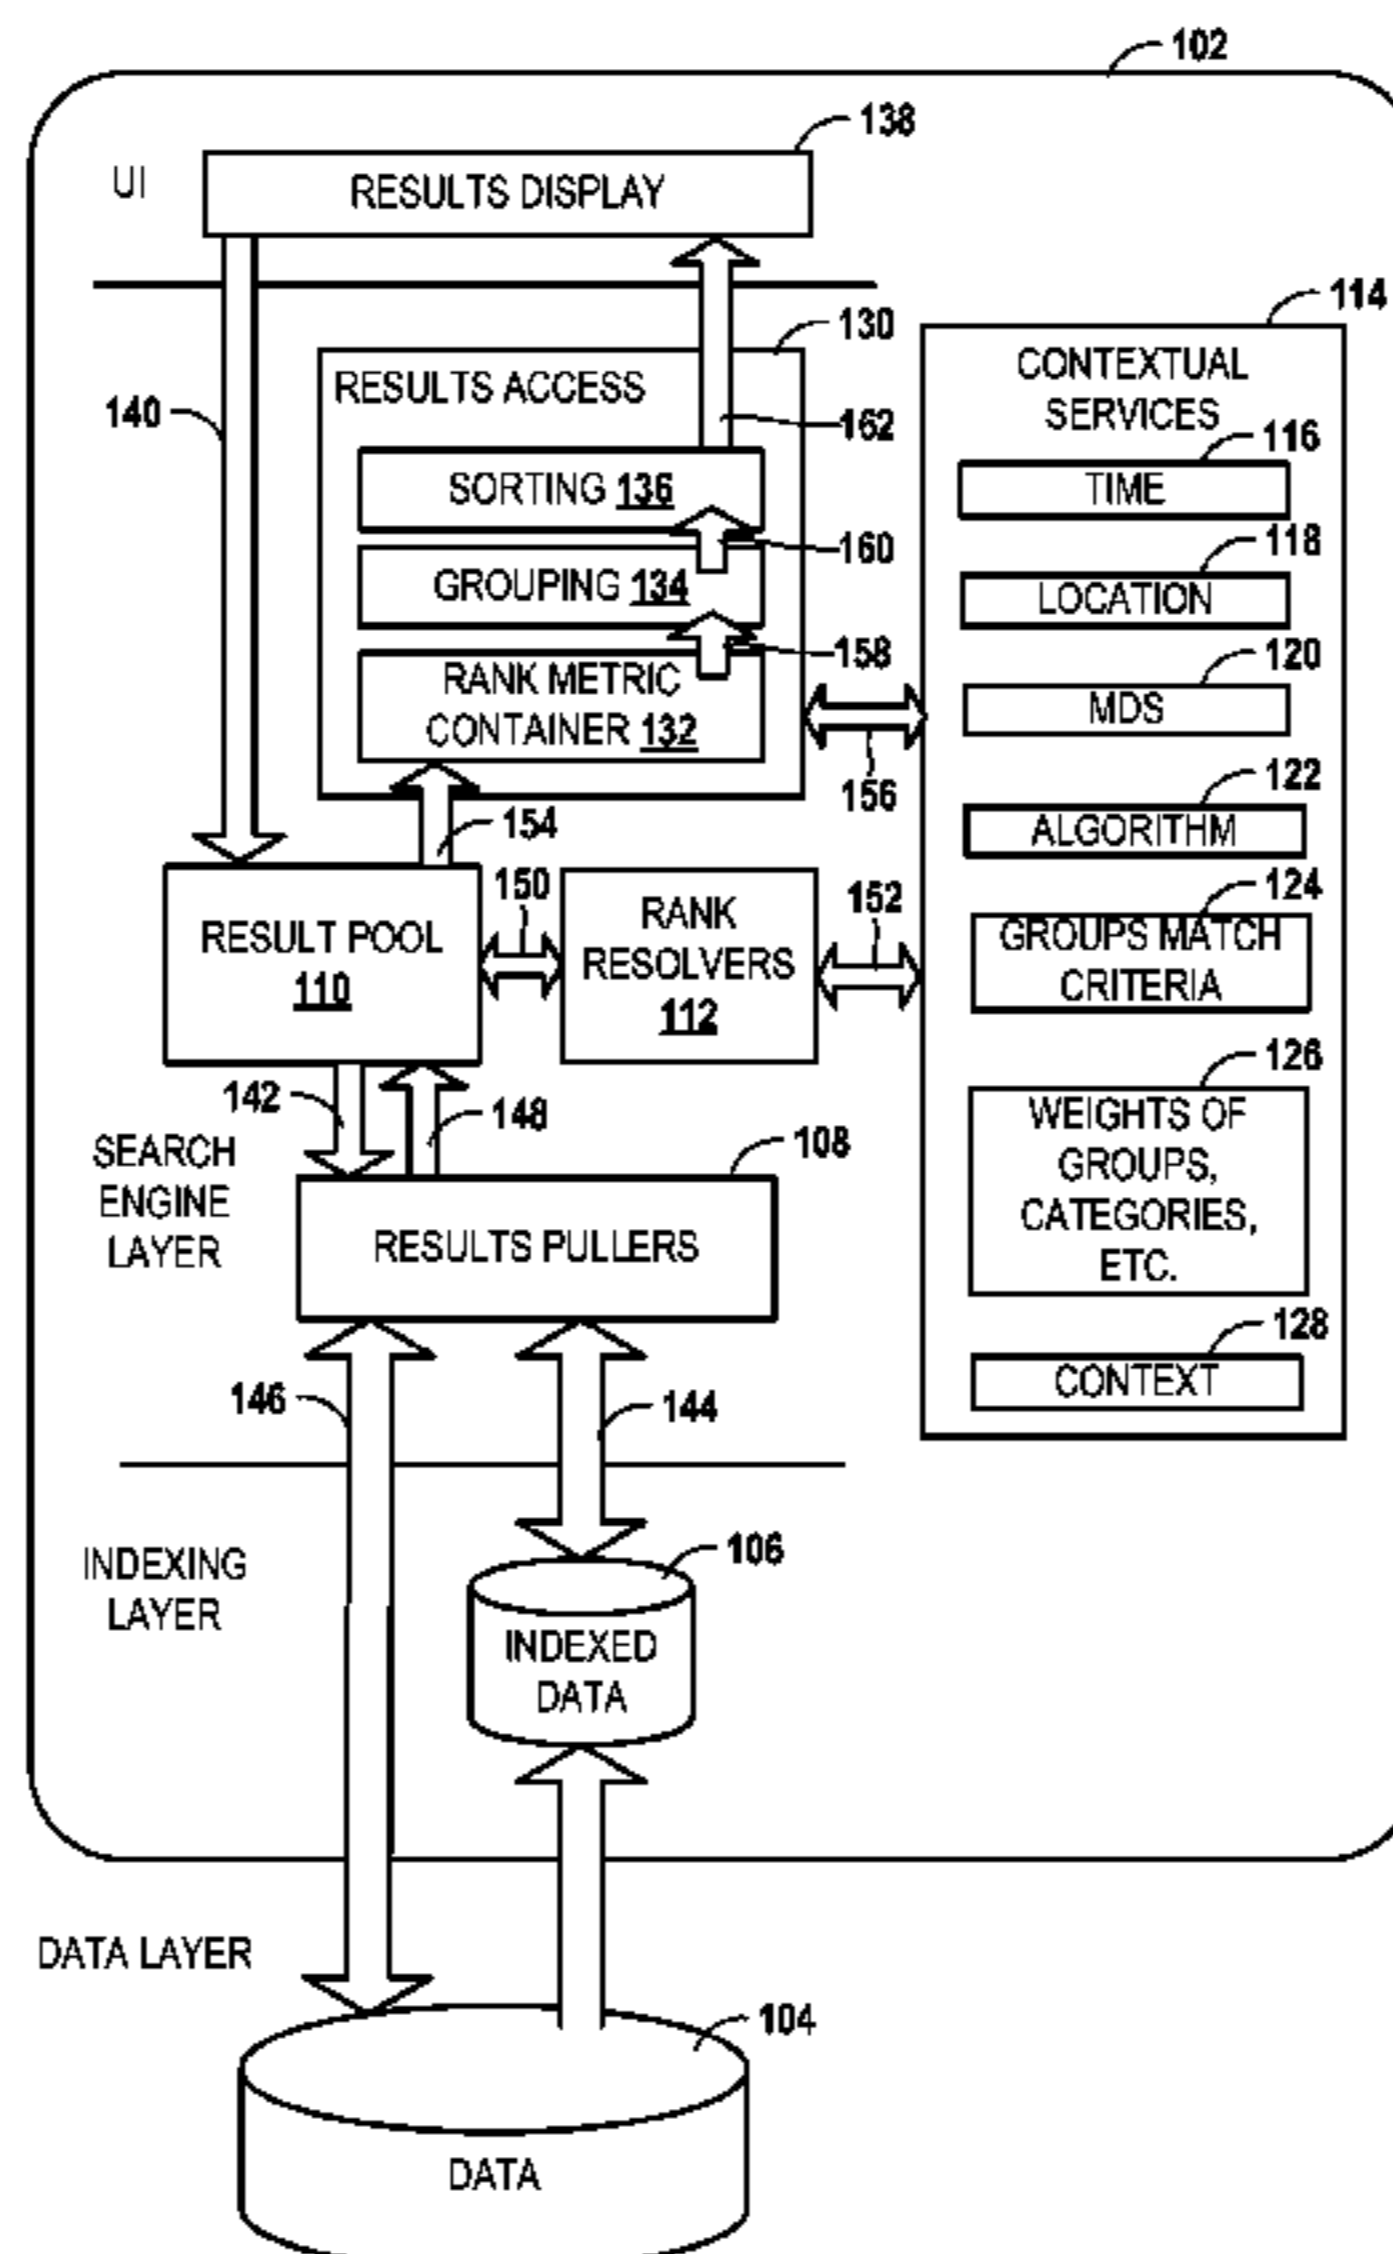 102
138
UI
RESULTS DISPLAY
114
130
RESULTS ACCESS
CONTEXTUAL
SERVICES
140
162
116
SORTING 136
TIME
160
118
GROUPING 134
LOCATION
158
120
RANK METRIC
CONTAINER 132
MDS
156
122
154
ALGORITHM
150
152
124
RESULT POOL
110
RANK
RESOLVERS
112
GROUPS MATCH
CRITERIA
126
142
148
WEIGHTS OF
GROUPS,
CATEGORIES,
ETC.
SEARCH
ENGINE
LAYER
108
RESULTS PULLERS
128
CONTEXT
146
144
INDEXING
LAYER
106
INDEXED
DATA
DATA LAYER
104
DATA